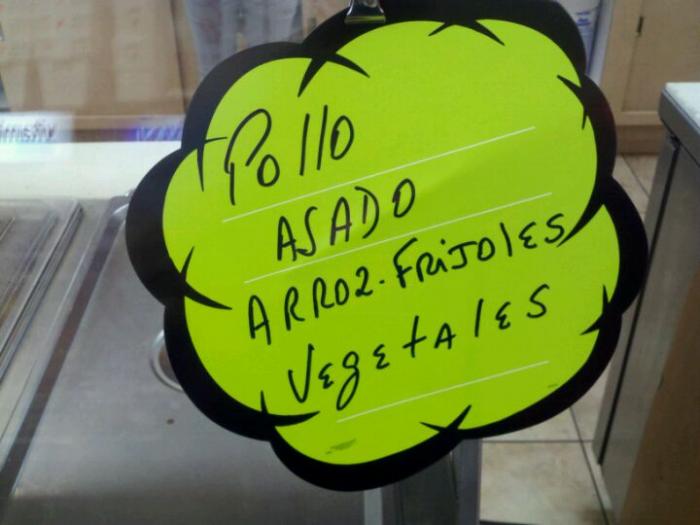 Pollo
ASADO
ARROZ-FRIJOLES
VEgEtAlES